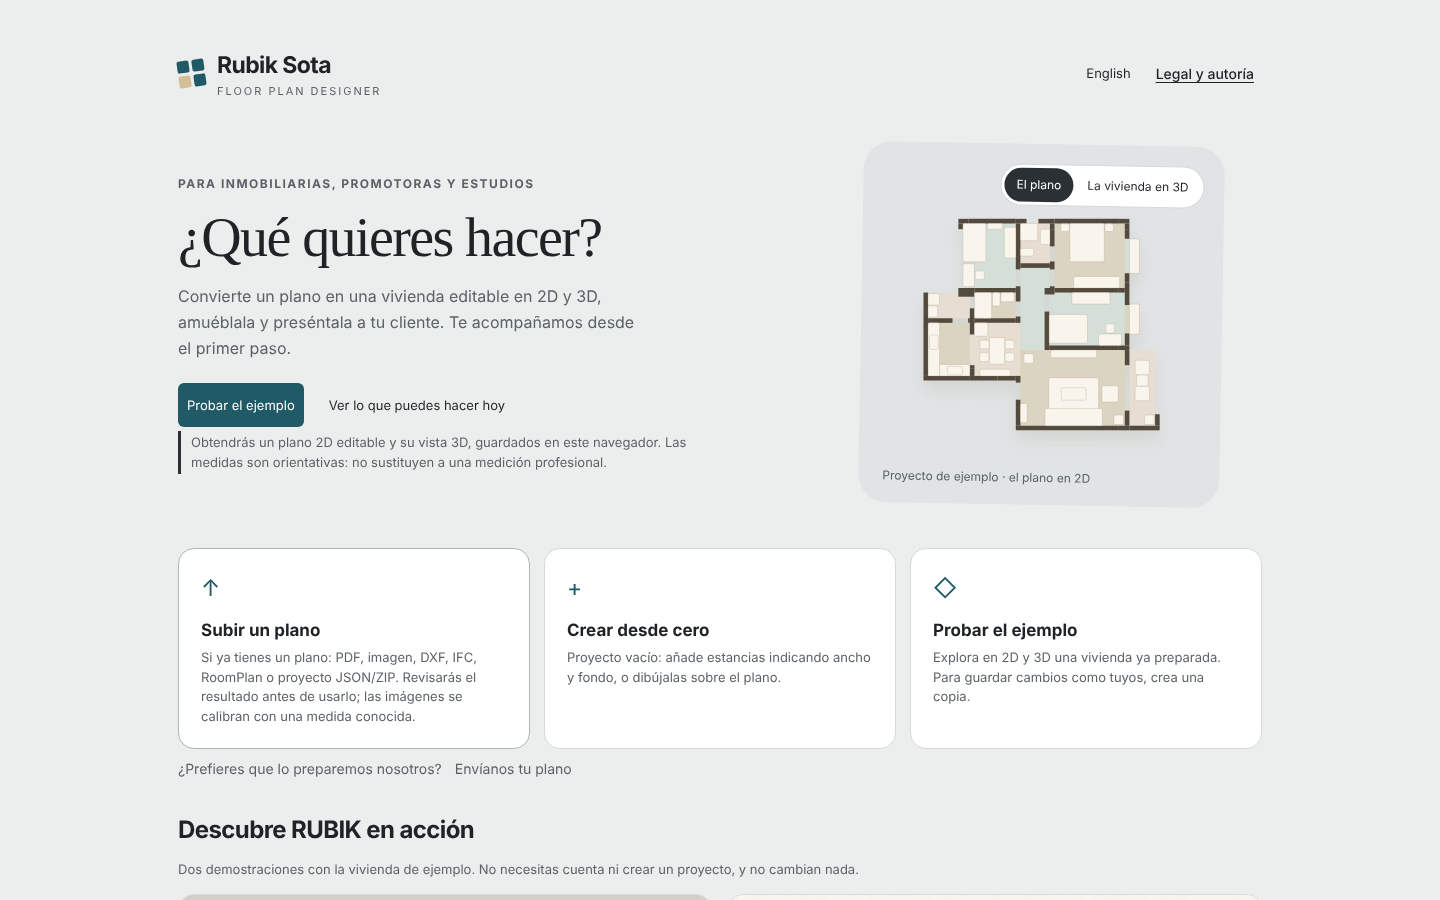 Rubik Sota
FLOOR PLAN DESIGNER
English
Legal y autoría
PARA INMOBILIARIAS, PROMOTORAS Y ESTUDIOS
¿Qué quieres hacer?
Convierte un plano en una vivienda editable en 2D y 3D,
amuéblala y preséntala a tu cliente. Te acompañamos desde
el primer paso.
Probar el ejemplo
Ver lo que puedes hacer hoy
Obtendrás un plano 2D editable y su vista 3D, guardados en este navegador. Las
medidas son orientativas: no sustituyen a una medición profesional.
El plano
La vivienda en 3D
Proyecto de ejemplo · el plano en 2D
Subir un plano
Si ya tienes un plano: PDF, imagen, DXF, IFC,
RoomPlan o proyecto JSON/ZIP. Revisarás el
resultado antes de usarlo; las imágenes se
calibran con una medida conocida.
Crear desde cero
Proyecto vacío: añade estancias indicando ancho
y fondo, o dibújalas sobre el plano.
Probar el ejemplo
Explora en 2D y 3D una vivienda ya preparada.
Para guardar cambios como tuyos, crea una
copia.
¿Prefieres que lo preparemos nosotros?
Envíanos tu plano
Descubre RUBIK en acción
Dos demostraciones con la vivienda de ejemplo. No necesitas cuenta ni crear un proyecto, y no cambian nada.